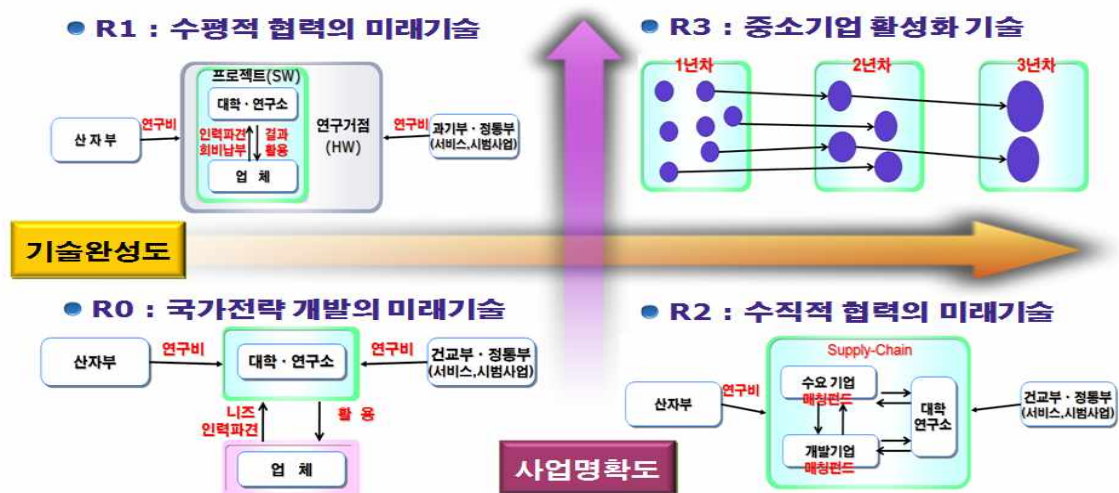 R1 : 수평적 협력의 미래기술
프로젝트(SW)
대학 · 연구소
산자부
연구비
인력파견
회비납부
결과
활용
업 체
연구거점
(HW)
연구비
과기부 · 정통부
(서비스,시범사업)
R3 : 중소기업 활성화 기술
1년차
2년차
3년차
기술완성도
R0 : 국가전략 개발의 미래기술
산자부
연구비
대학 · 연구소
연구비
건교부 · 정통부
(서비스,시범사업)
니즈
인력파견
활 용
업 체
사업명확도
R2 : 수직적 협력의 미래기술
Supply-Chain
산자부
연구비
수요 기업
매칭펀드
개발기업
매칭펀드
대학
연구소
건교부 · 정통부
(서비스,시범사업)